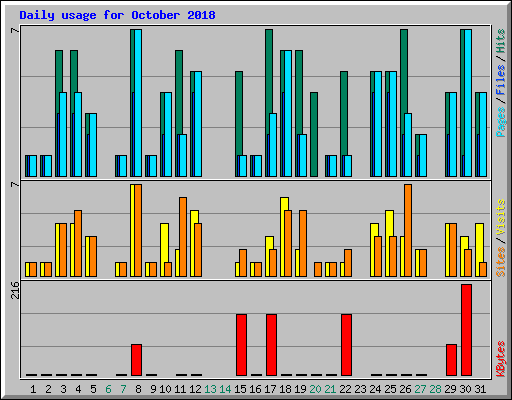 Daily usage for October 2018
7
Pages / Files / Hits
7
Sites / Visits
216
KBytes
1 2 3 4 5 6 7 8 9 10 11 12 13 14 15 16 17 18 19 20 21 22 23 24 25 26 27 28 29 30 31